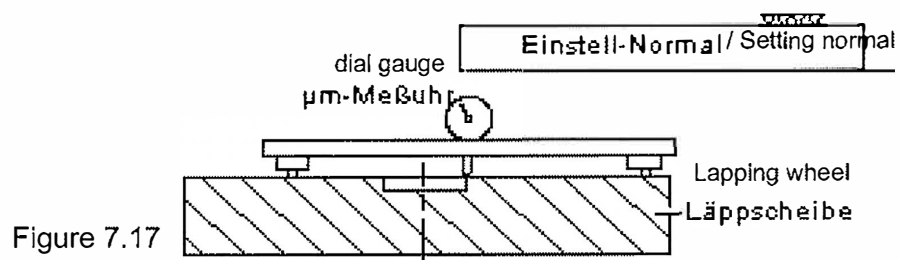 Einstell-Normal / Setting normal
dial gauge
µm-Meßuhr
Lapping wheel
Läppscheibe
Figure 7.17